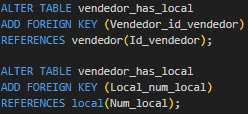 ALTER TABLE vendedor_has_local
ADD FOREIGN KEY (Vendedor_id_vendedor)
REFERENCES vendedor(Id_vendedor);
ALTER TABLE vendedor_has_local
ADD FOREIGN KEY (Local_num_local)
REFERENCES local(Num_local);